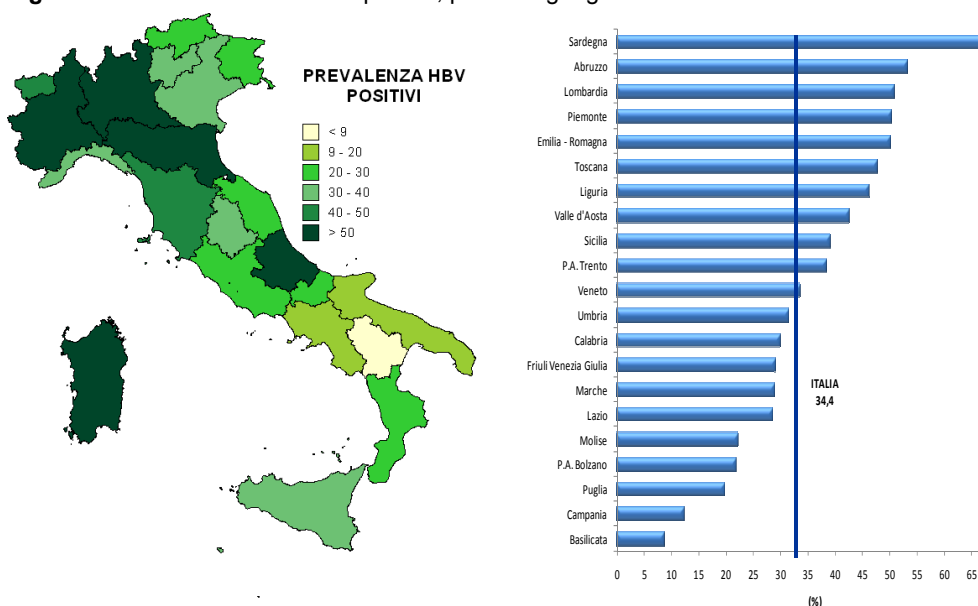 PREVALENZA HBV
POSITIVI
< 9
9 - 20
20 - 30
30 - 40
40 - 50
> 50
Sardegna
Abruzzo
Lombardia
Piemonte
Emilia - Romagna
Toscana
Liguria
Valle d'Aosta
Sicilia
P.A. Trento
Veneto
Umbria
Calabria
Friuli Venezia Giulia
Marche
Lazio
Molise
P.A. Bolzano
Puglia
Campania
Basilicata
ITALIA
34,4
0 5 10 15 20 25 30 35 40 45 50 55 60 65
(%)